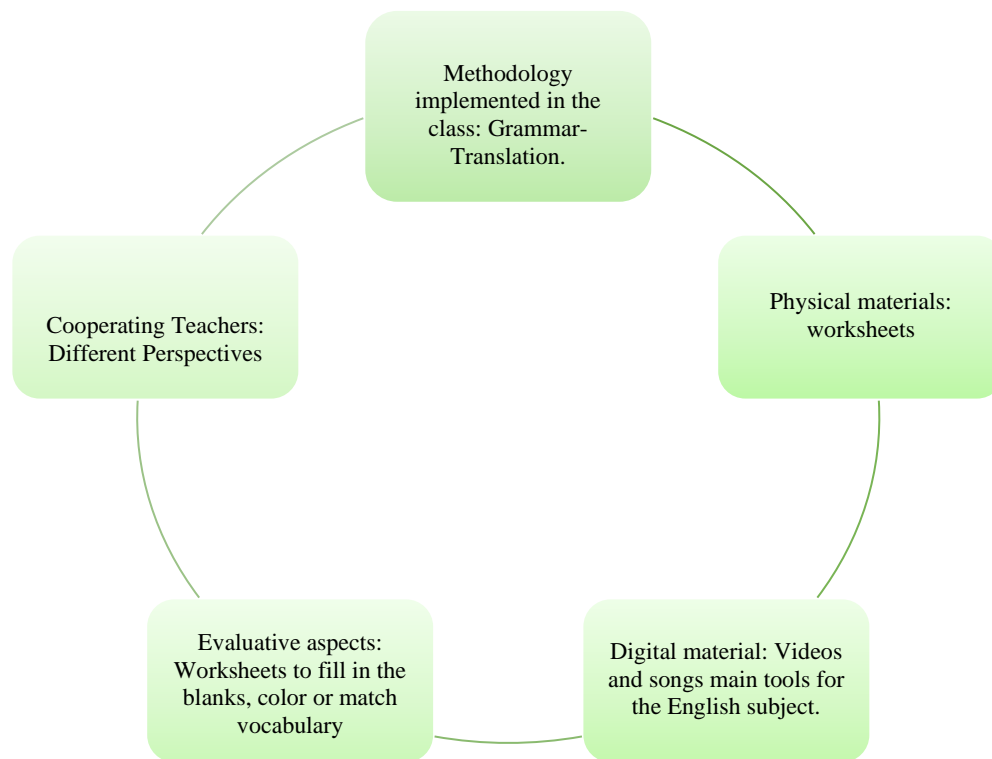 Methodology
implemented in the
class: Grammar-
Translation.
Physical materials:
worksheets
Digital material: Videos
and songs main tools for
the English subject.
Evaluative aspects:
Worksheets to fill in the
blanks, color or match
vocabulary
Cooperating Teachers:
Different Perspectives